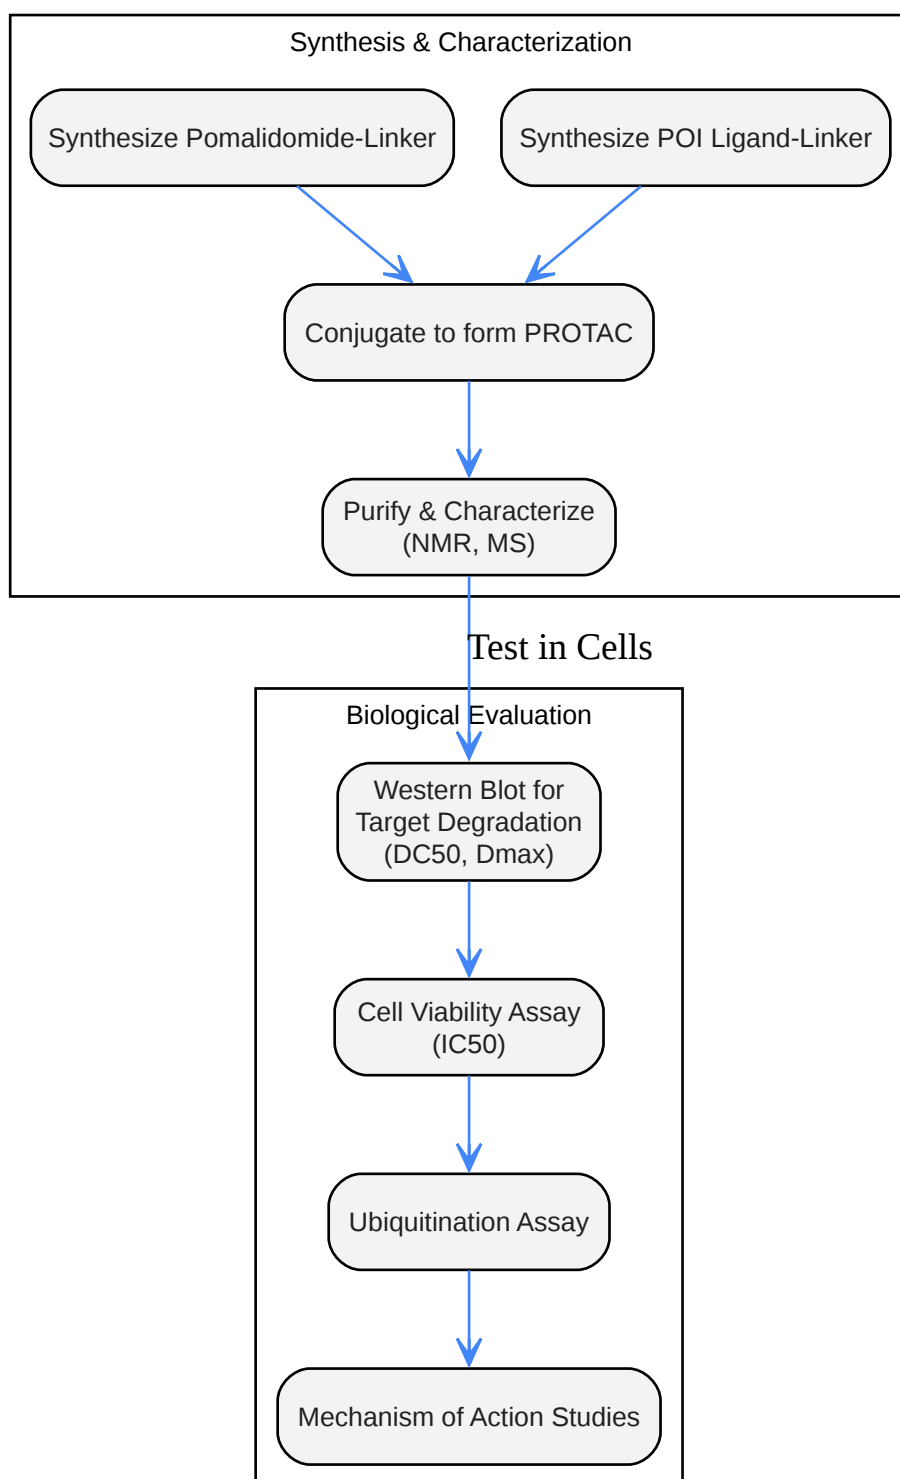 Synthesis & Characterization
Synthesize Pomalidomide-Linker
Synthesize POI Ligand-Linker
Conjugate to form PROTAC
Purify & Characterize
(NMR, MS)
Test in Cells
Biological Evaluation
Western Blot for
Target Degradation
(DC50, Dmax)
Cell Viability Assay
(IC50)
Ubiquitination Assay
Mechanism of Action Studies